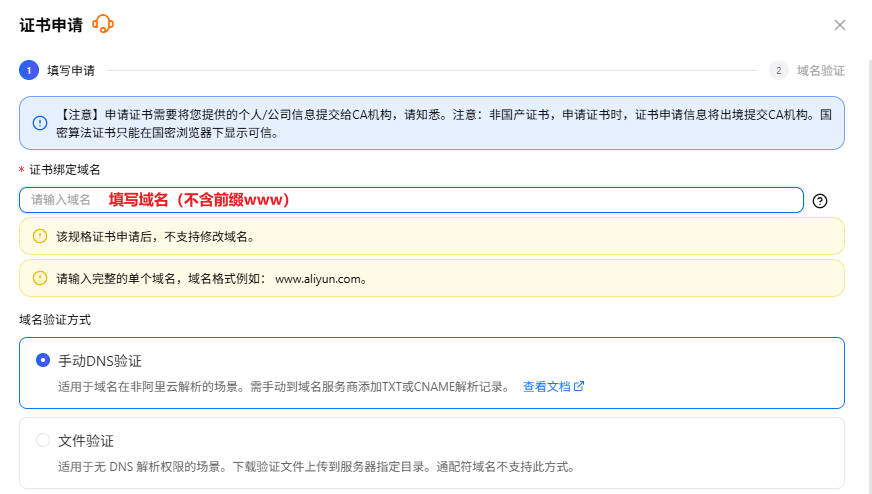 证书申请
1 填写申请
2 域名验证
【注意】申请证书需要将您提供的个人/公司信息提交给CA机构，请知悉。注意：非国产证书，申请证书时，证书申请信息将出境提交CA机构。国
密算法证书只能在国密浏览器下显示可信。
* 证书绑定域名
请输入域名 填写域名（不含前缀www）
该规格证书申请后，不支持修改域名。
请输入完整的单个域名，域名格式例如： www.aliyun.com。
域名验证方式
手动DNS验证
适用于域名在非阿里云解析的场景。需手动到域名服务商添加TXT或CNAME解析记录。 查看文档
文件验证
适用于无 DNS 解析权限的场景。下载验证文件上传到服务器指定目录。通配符域名不支持此方式。